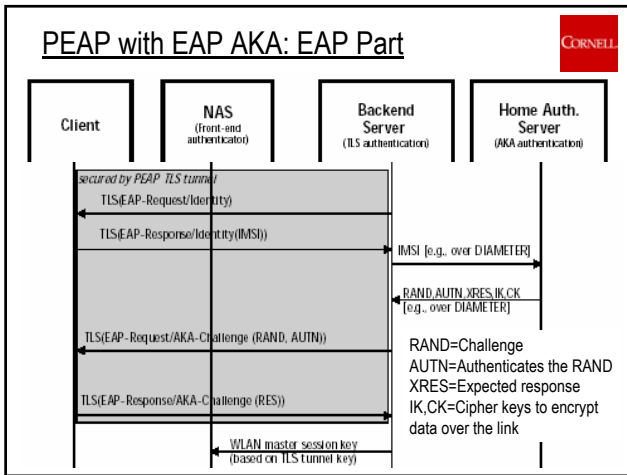 PEAP with EAP AKA: EAP Part
CORNELL
Client
NAS
(Front-end
authenticator)
Backend
Server
(TLS authentication)
Home Auth.
Server
(AKA authentication)
secured by PEAP TLS tunnel
TLS(EAP-Request/Identity)
TLS(EAP-Response/Identity(IMSI))
IMSI [e.g., over DIAMETER]
RAND,AUTN,XRES,IK,CK
[e.g., over DIAMETER]
TLS(EAP-Request/AKA-Challenge (RAND, AUTN))
RAND=Challenge
AUTN=Authenticates the RAND
XRES=Expected response
IK,CK=Cipher keys to encrypt
data over the link
TLS(EAP-Response/AKA-Challenge (RES))
WLAN master session key
(based on TLS tunnel key)